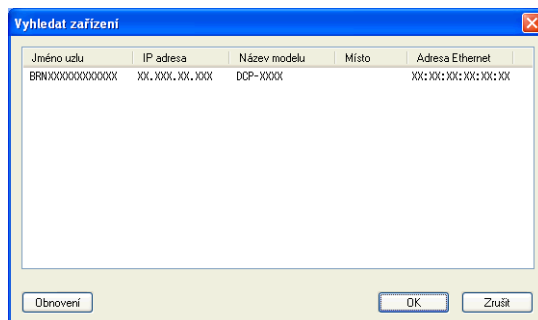 Vyhledat zařízení
Jméno uzlu IP adresa Název modelu Místo Adresa Ethernet
BRNXXXXXXXXXXXX XX.XXX.XX.XXX DCP-XXXX XX:XX:XX:XX:XX:XX
Obnovení OK Zrušit